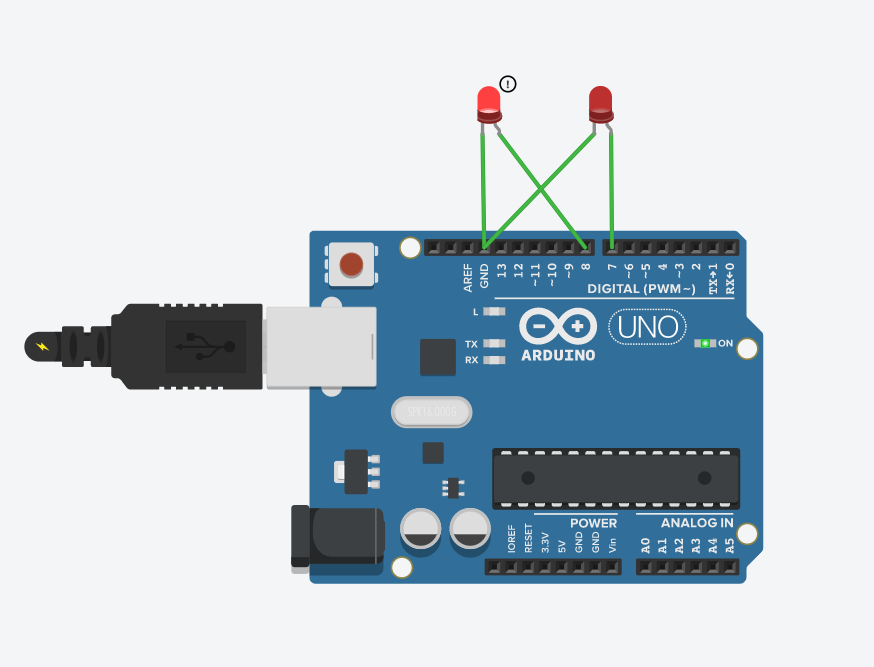 !
AREF
GND
13
12
~11
~10
~9
8
7
~6
~5
4
~3
2
TX→1
RX←0
DIGITAL (PWM~)
L
TX
RX
ARDUINO
UNO
ON
SPK16.000G
IOREF
RESET
3.3V
5V
GND
GND
Vin
POWER
A0
A1
A2
A3
A4
A5
ANALOG IN